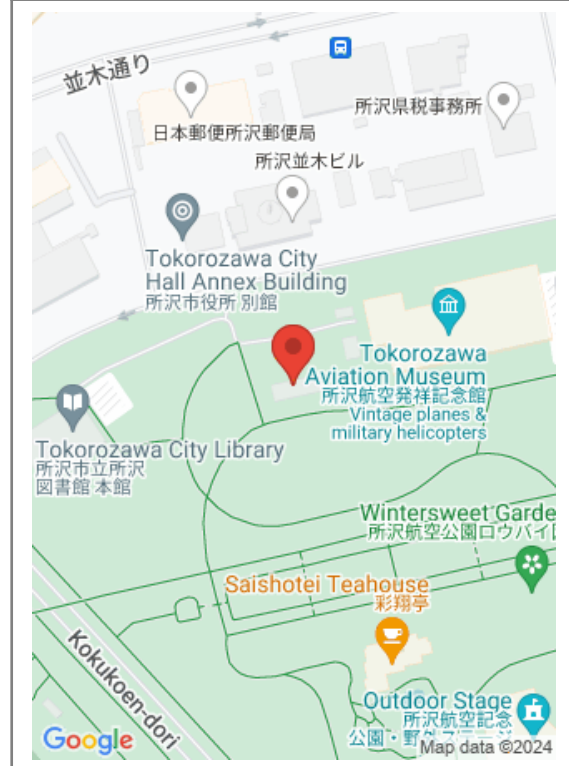 並木通り
日本郵便所沢郵便局
所沢県税事務所
所沢並木ビル
Tokorozawa City
Hall Annex Building
所沢市役所 別館
Tokorozawa
Aviation Museum
所沢航空発祥記念館
Vintage planes &
military helicopters
Tokorozawa City Library
所沢市立所沢
図書館 本館
Wintersweet Garde
所沢航空公園ロウバイ
Saishotei Teahouse
彩翔亭
Kokukoen-dori
Outdoor Stage
所沢航空記念
公園・野外ステージ
Google
Map data ©2024